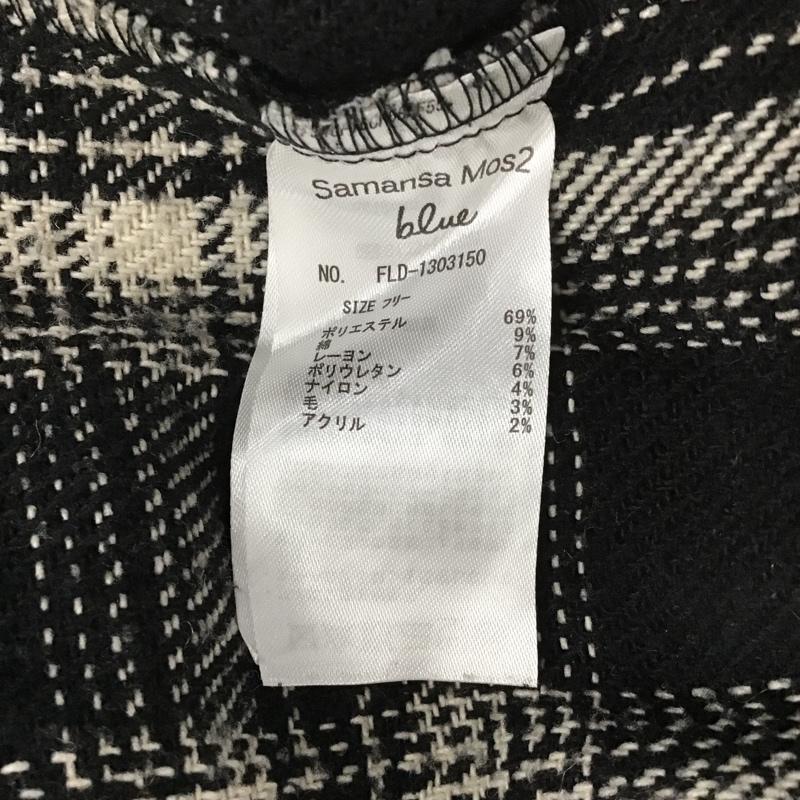 Samansa Mos2
blue
NO. FLD-1303150
SIZE フリー
ポリエステル 69%
綿 9%
レーヨン 7%
ポリウレタン 6%
ナイロン 4%
毛 3%
アクリル 2%